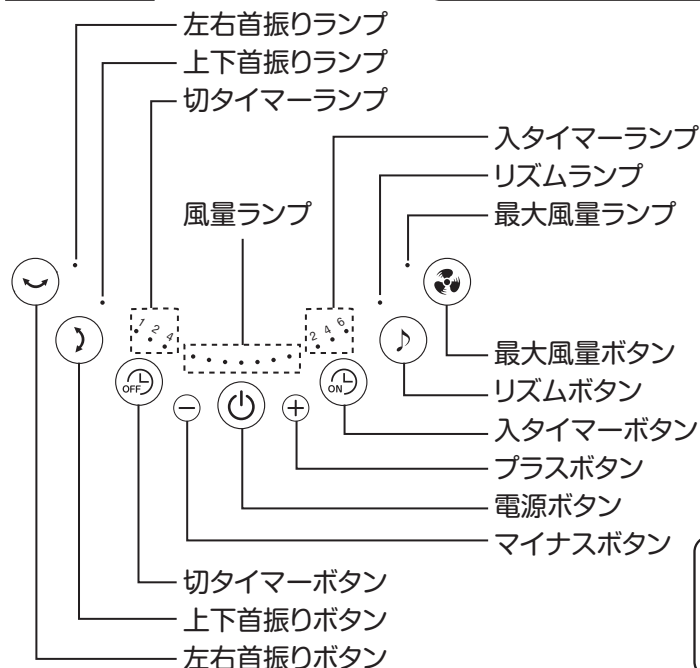 左右首振りランプ
上下首振りランプ
切タイマーランプ
入タイマーランプ
リズムランプ
最大風量ランプ
風量ランプ
1 2 4
2 4 6
OFF
ON
最大風量ボタン
リズムボタン
入タイマーボタン
プラスボタン
電源ボタン
マイナスボタン
切タイマーボタン
上下首振りボタン
左右首振りボタン